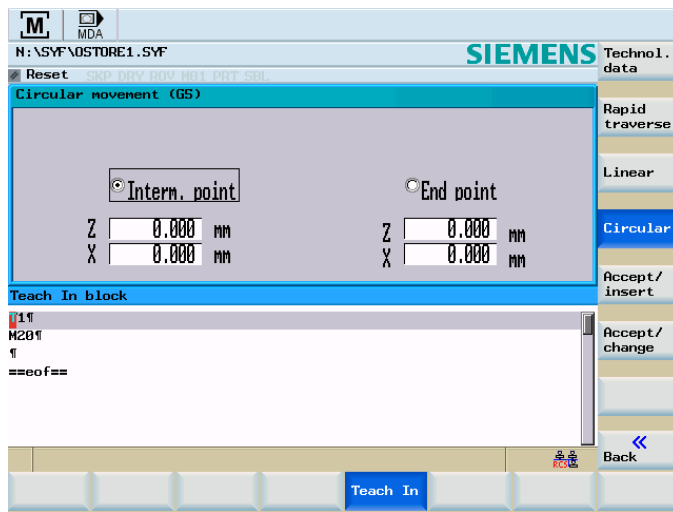 M
MDA
N:\SYF\OSTORE1.SYF
SIEMENS
Reset SKP DRY ROV M01 PRT SBL
Circular movement (G5)
Interm. point
End point
Z 0.000 mm
X 0.000 mm
Z 0.000 mm
X 0.000 mm
Teach In block
T1¶
M20¶
¶
==eof==
RCS
Teach In
Technol.
data
Rapid
traverse
Linear
Circular
Accept/
insert
Accept/
change
Back